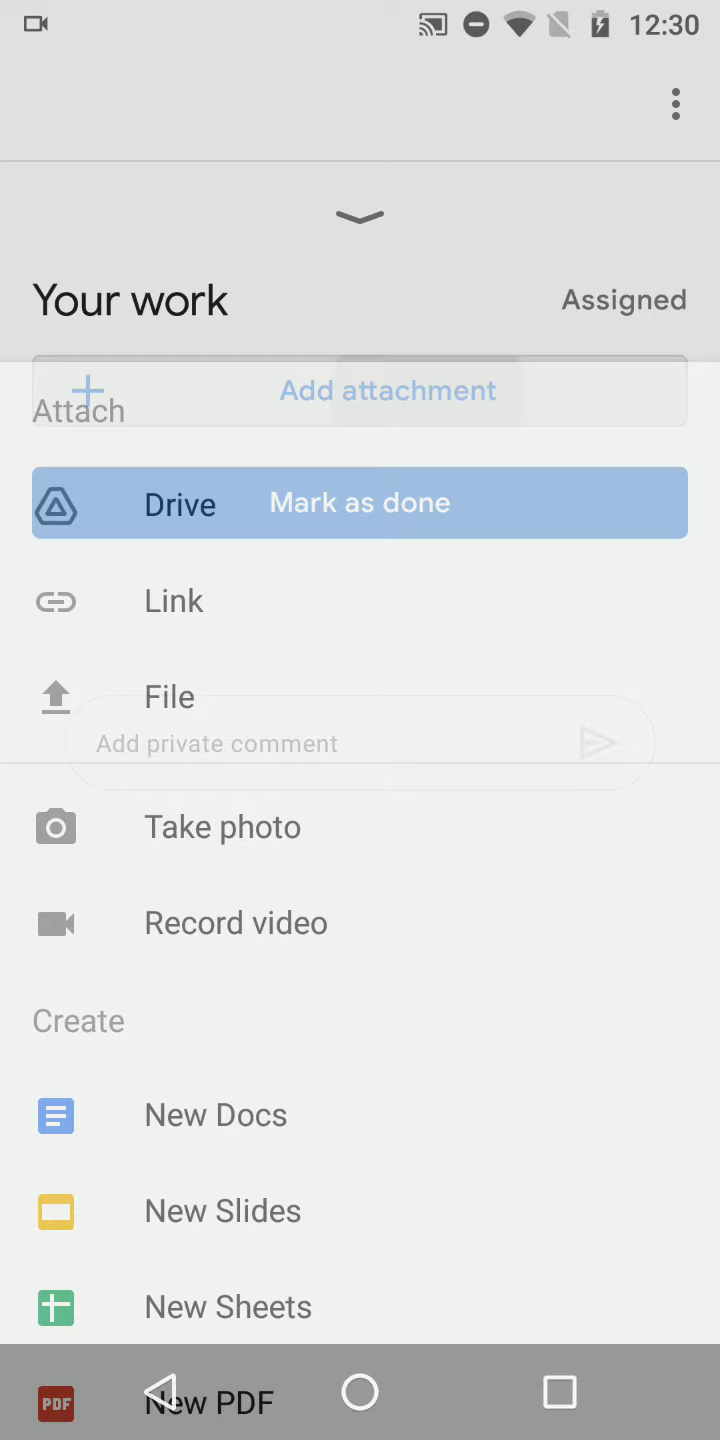 12:30
Your work
Assigned
Add attachment
Attach
Drive
Mark as done
Link
File
Add private comment
Take photo
Record video
Create
New Docs
New Slides
New Sheets
PDF
New PDF